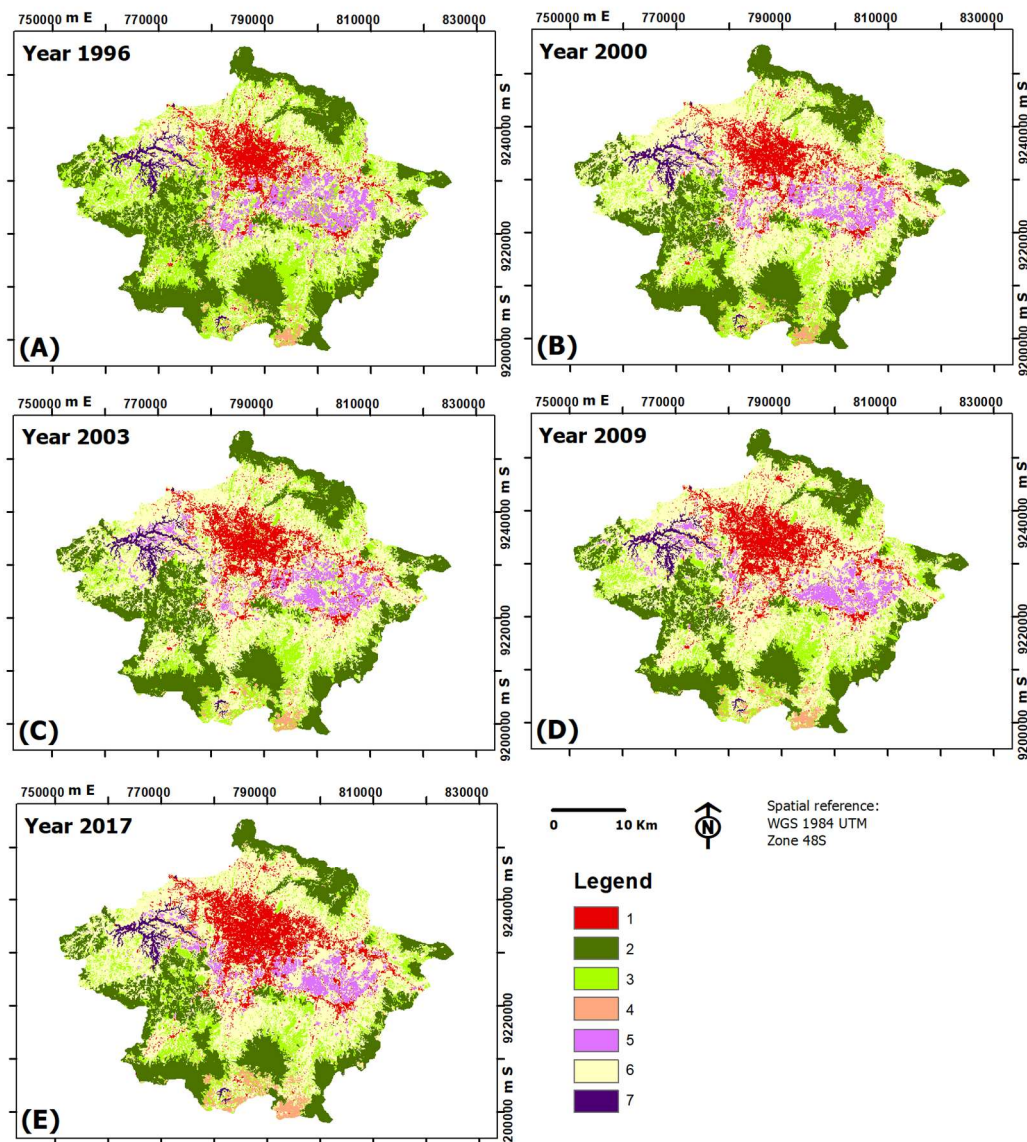 750000 m E 770000 790000 810000 830000
Year 1996
9240000 m S
9220000
9200000 m S
(A)
750000 m E 770000 790000 810000 830000
Year 2000
9240000 m S
9220000
9200000 m S
(B)
750000 m E 770000 790000 810000 830000
Year 2003
9240000 m S
9220000
9200000 m S
(C)
750000 m E 770000 790000 810000 830000
Year 2009
9240000 m S
9220000
9200000 m S
(D)
750000 m E 770000 790000 810000 830000
Year 2017
9240000 m S
9220000
200000 m S
(E)
0 10 Km
N
Spatial reference:
WGS 1984 UTM
Zone 48S
Legend
1
2
3
4
5
6
7